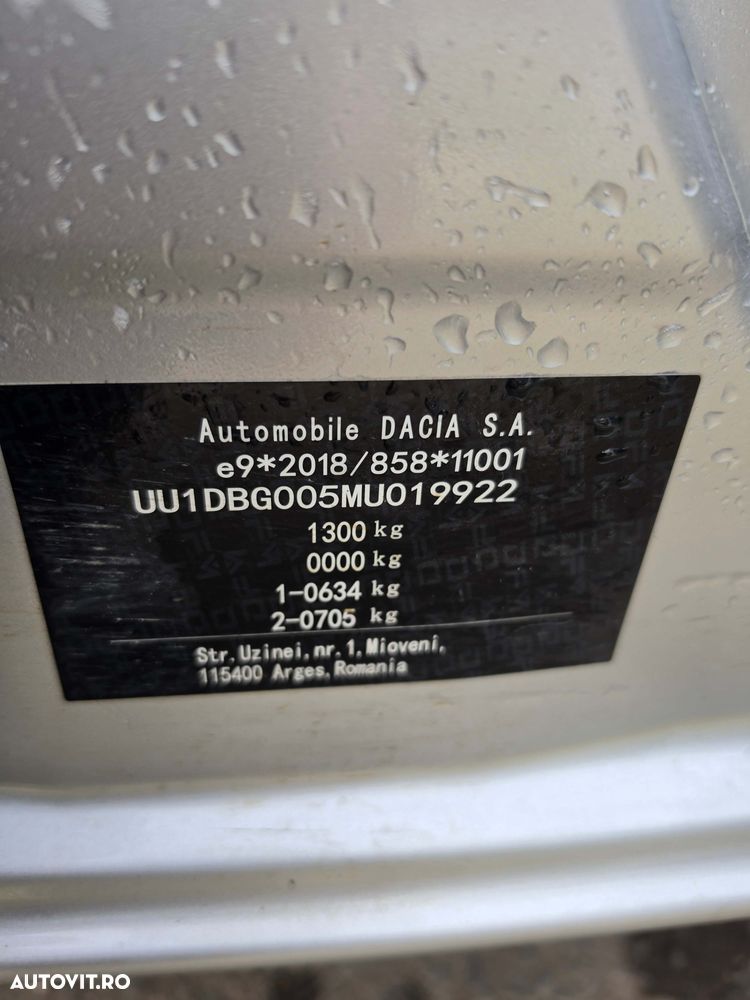 Automobile DACIA S.A.
e9*2018/858*11001
UU1DBG005MU019922
1300 kg
0000 kg
1-0634 kg
2-0705 kg
Str. Uzinei, nr. 1, Mioveni,
115400 Arges, Romania
AUTOVIT.RO